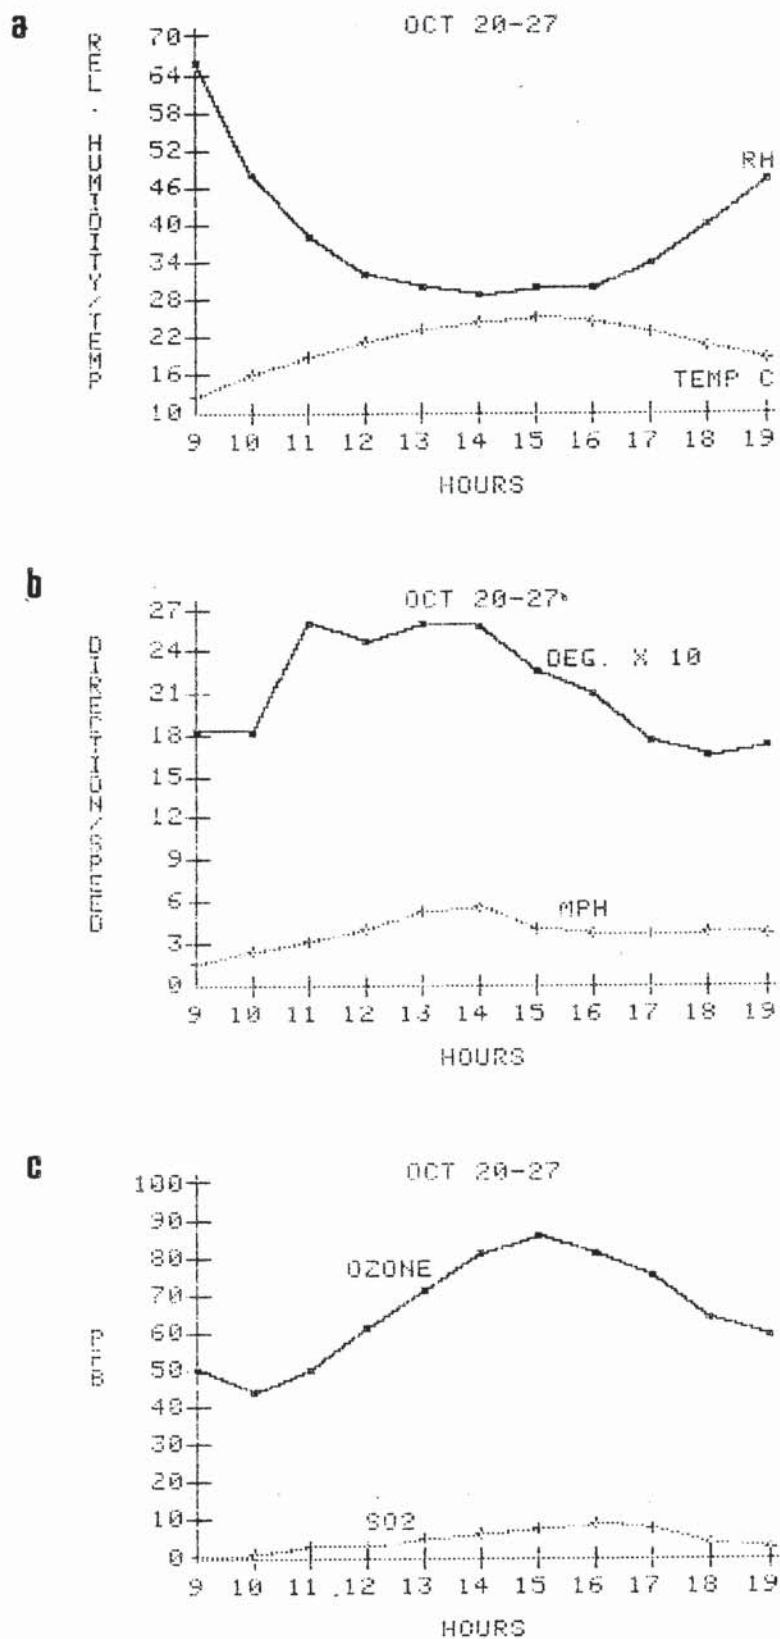 a
OCT 20-27
REL. HUMIDITY/TEMP
70
64
58
52
46
40
34
28
22
16
10
RH
TEMP C
9 10 11 12 13 14 15 16 17 18 19
HOURS
b
OCT 20-27
DIRECTION/SPEED
27
24
21
18
15
12
9
6
3
0
DEG. X 10
MPH
9 10 11 12 13 14 15 16 17 18 19
HOURS
c
OCT 20-27
PPB
100
90
80
70
60
50
40
30
20
10
0
OZONE
SO2
9 10 11 12 13 14 15 16 17 18 19
HOURS